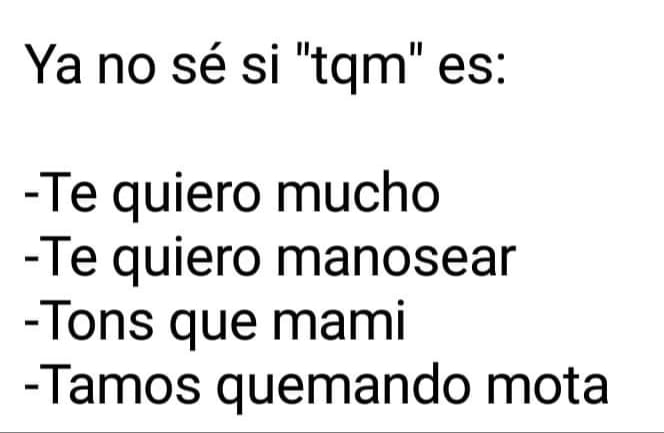 Ya no sé si "tqm" es:
-Te quiero mucho
-Te quiero manosear
-Tons que mami
-Tamos quemando mota